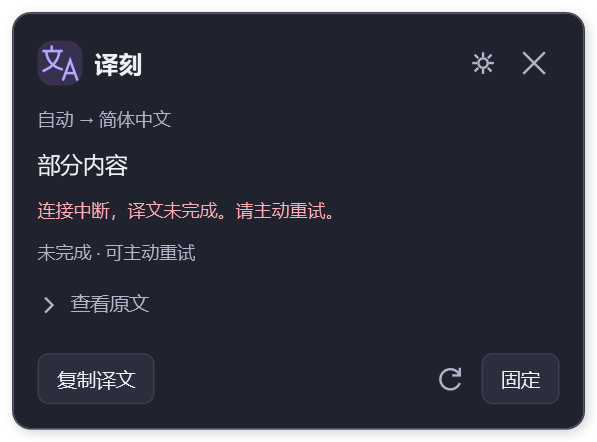 译刻
自动 → 简体中文
部分内容
连接中断，译文未完成。请主动重试。
未完成 · 可主动重试
查看原文
复制译文
固定